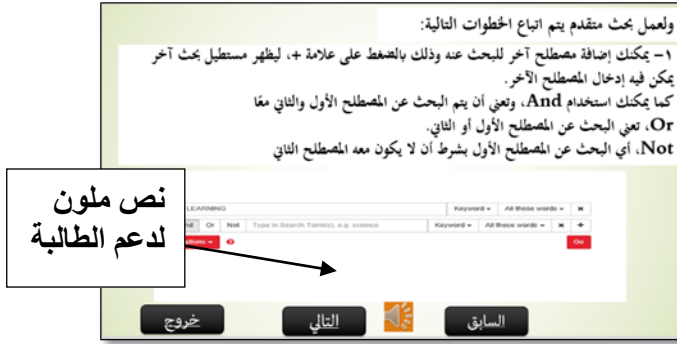 ولعمل بحث متقدم يتم اتباع الخطوات التالية:
١- يمكنك إضافة مصطلح آخر للبحث عنه وذلك بالضغط على علامة +، ليظهر مستطيل بحث آخر
يمكن فيه إدخال المصطلح الآخر.
كما يمكنك استخدام And، وتعني أن يتم البحث عن المصطلح الأول والثاني معًا
Or، تعني البحث عن المصطلح الأول أو الثاني.
Not، أي البحث عن المصطلح الأول بشرط أن لا يكون معه المصطلح الثاني
نص ملون
لدعم الطالبة
LEARNING Keyword All these words ×
Or Not Type in Search Term(s), e.g. science Keyword All these words × +
Go
السابق التالي خروج